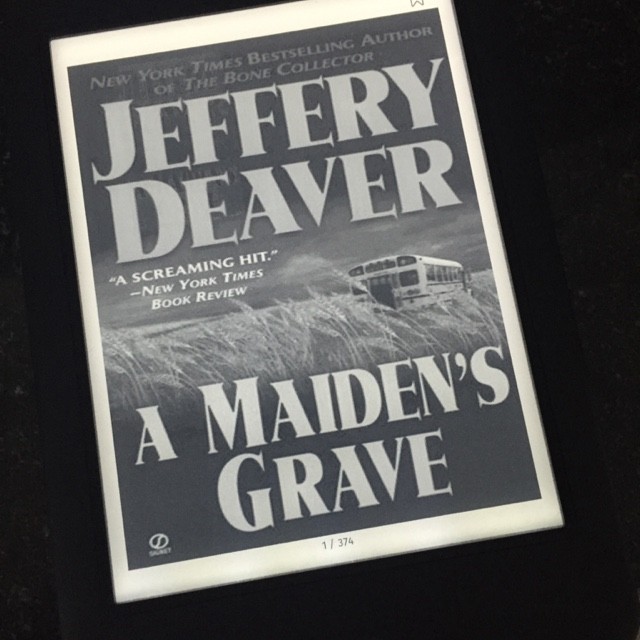 NEW YORK TIMES BESTSELLING AUTHOR
OF THE BONE COLLECTOR
JEFFERY
DEAVER
"A SCREAMING HIT."
—NEW YORK TIMES
BOOK REVIEW
A MAIDEN'S
GRAVE
SIGNET
1 / 374